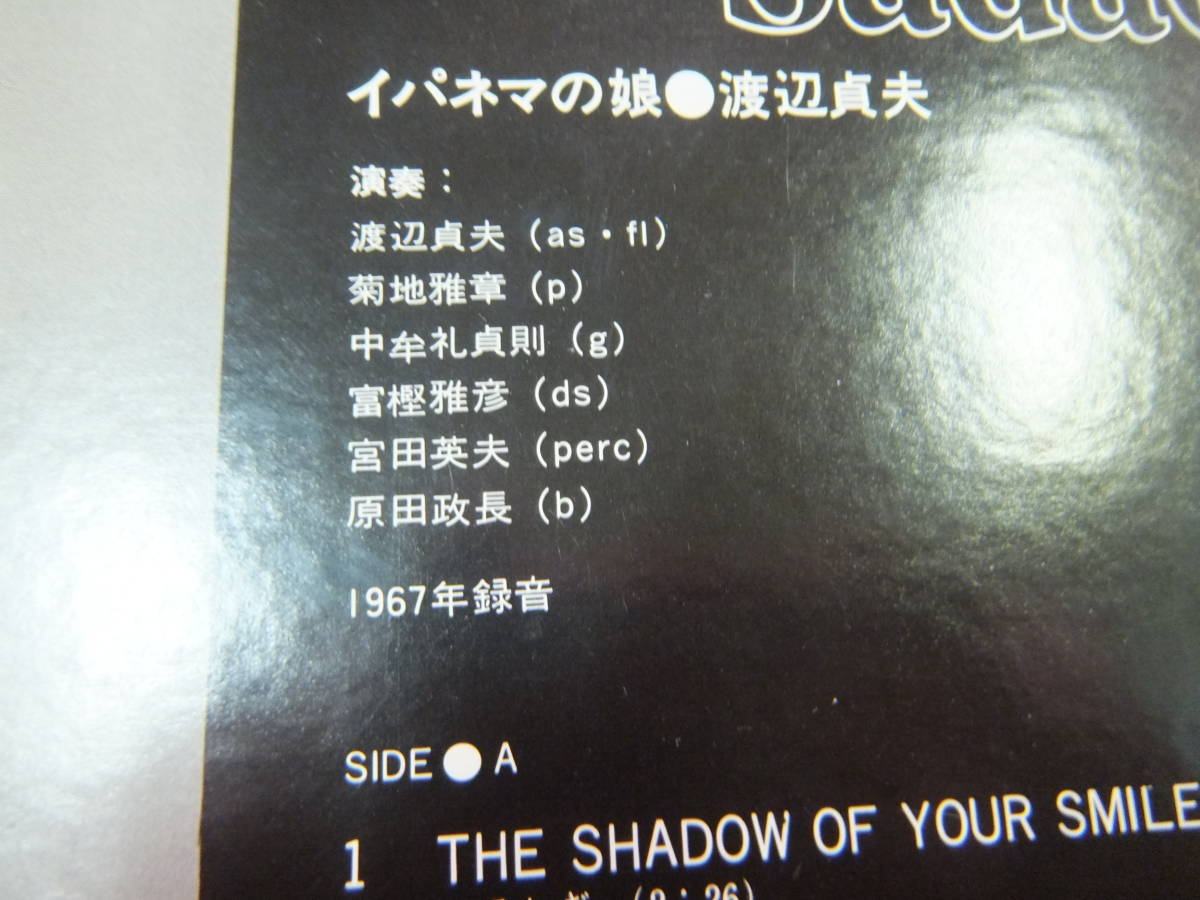 イパネマの娘●渡辺貞夫
演奏：
渡辺貞夫（as・fl）
菊地雅章（p）
中牟礼貞則（g）
富樫雅彦（ds）
宮田英夫（perc）
原田政長（b）
1967年録音
SIDE ● A
1 THE SHADOW OF YOUR SMILE